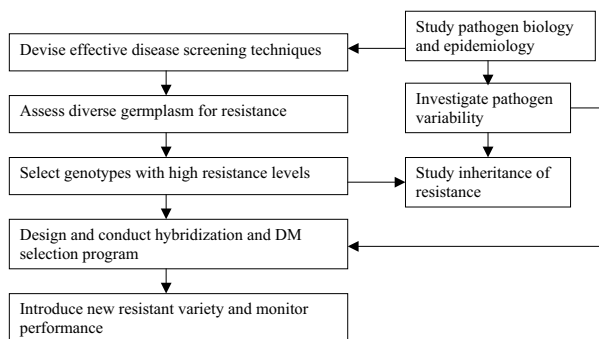 Study pathogen biology
and epidemiology
Devise effective disease screening techniques
Assess diverse germplasm for resistance
Investigate pathogen
variability
Select genotypes with high resistance levels
Study inheritance of
resistance
Design and conduct hybridization and DM
selection program
Introduce new resistant variety and monitor
performance